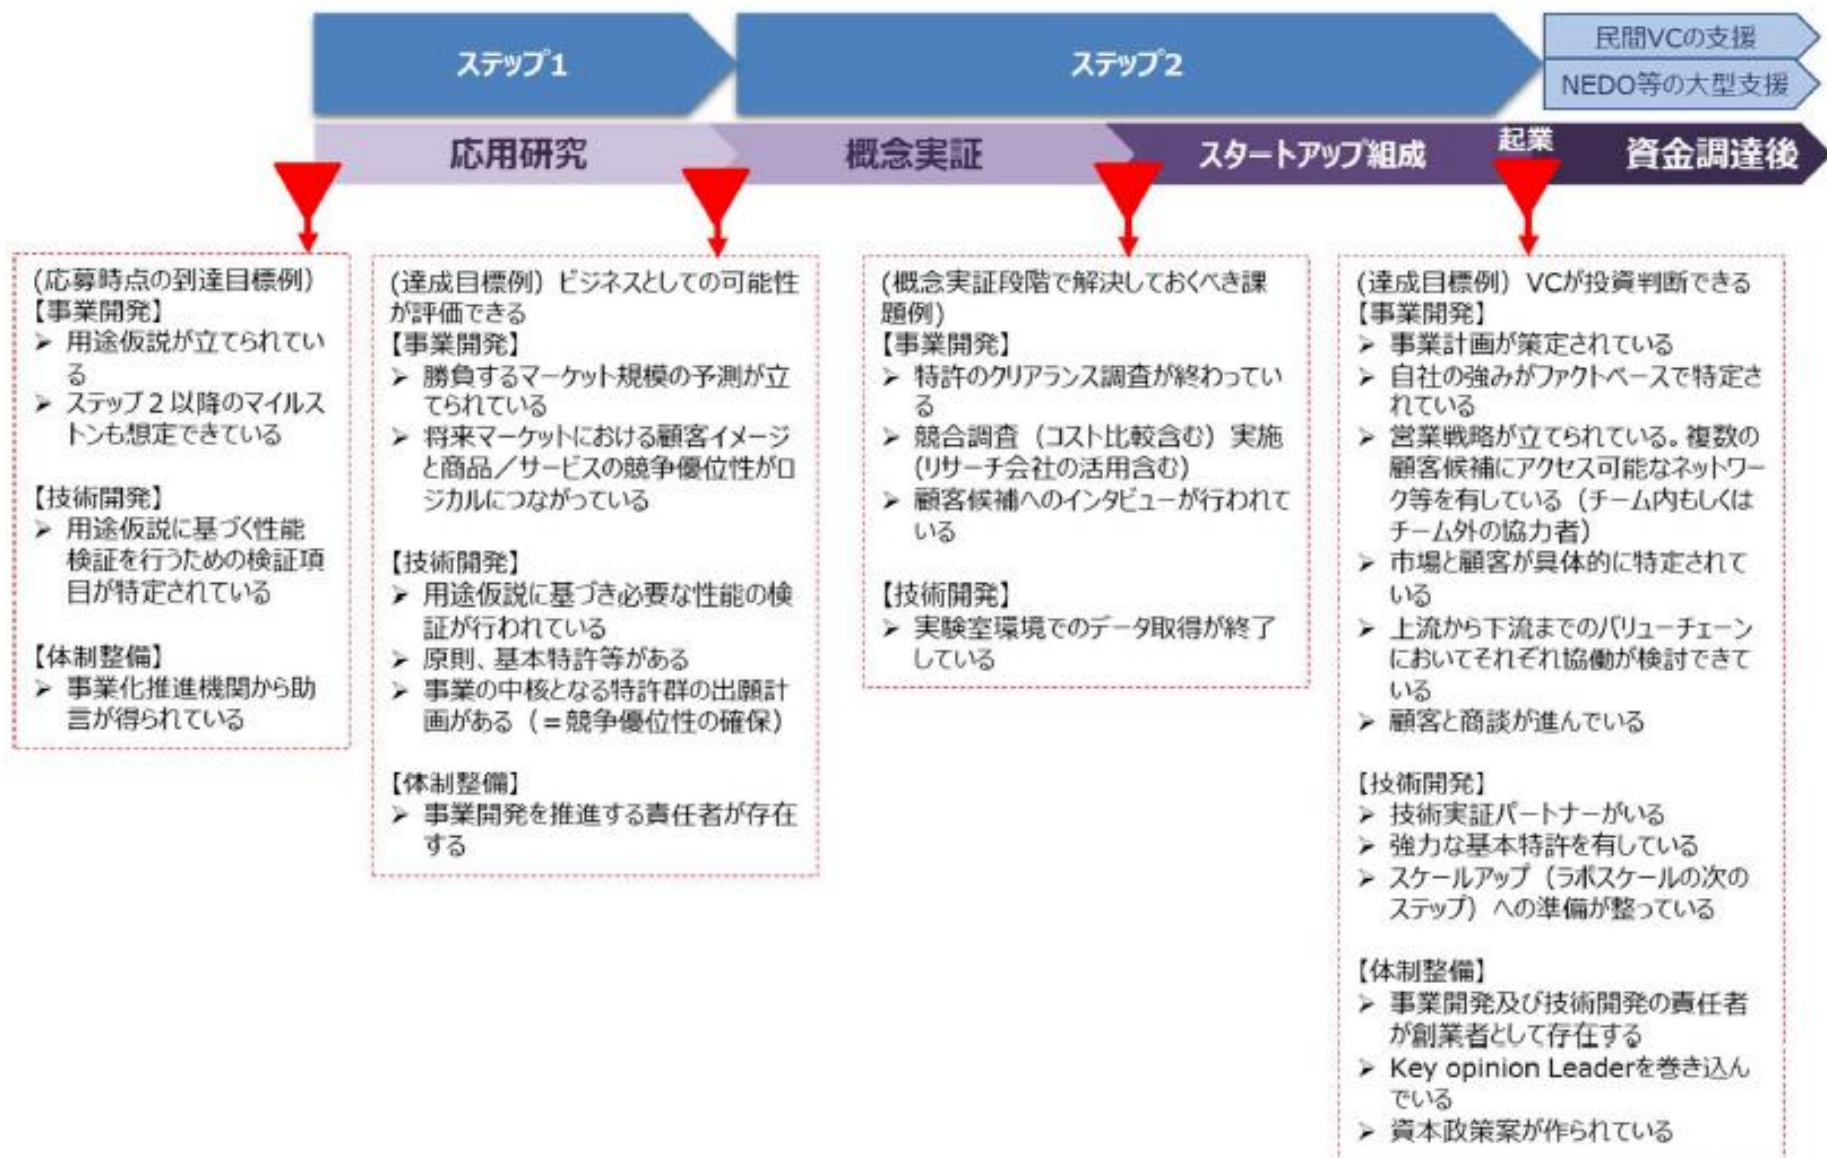 ステップ1
ステップ2
民間VCの支援
NEDO等の大型支援
応用研究
概念実証
スタートアップ組成
起業
資金調達後
(応募時点の到達目標例)
【事業開発】
➢ 用途仮説が立てられてい
る
➢ ステップ2以降のマイルス
トンも想定できている
【技術開発】
➢ 用途仮説に基づく性能
検証を行うための検証項
目が特定されている
【体制整備】
➢ 事業化推進機関から助
言が得られている
(達成目標例) ビジネスとしての可能性
が評価できる
【事業開発】
➢ 勝負するマーケット規模の予測が立
てられている
➢ 将来マーケットにおける顧客イメージ
と商品/サービスの競争優位性がロ
ジカルにつながっている
【技術開発】
➢ 用途仮説に基づき必要な性能の検
証が行われている
➢ 原則、基本特許等がある
➢ 事業の中核となる特許群の出願計
画がある (=競争優位性の確保)
【体制整備】
➢ 事業開発を推進する責任者が存在
する
(概念実証段階で解決しておくべき課
題例)
【事業開発】
➢ 特許のクリアランス調査が終わってい
る
➢ 競合調査 (コスト比較含む) 実施
(リサーチ会社の活用含む)
➢ 顧客候補へのインタビューが行われて
いる
【技術開発】
➢ 実験室環境でのデータ取得が終了
している
(達成目標例) VCが投資判断できる
【事業開発】
➢ 事業計画が策定されている
➢ 自社の強みがファクトベースで特定さ
れている
➢ 営業戦略が立てられている。複数の
顧客候補にアクセス可能なネットワー
ク等を有している (チーム内もしくは
チーム外の協力者)
➢ 市場と顧客が具体的に特定されて
いる
➢ 上流から下流までのバリューチェーン
においてそれぞれ協働が検討できて
いる
➢ 顧客と商談が進んでいる
【技術開発】
➢ 技術実証パートナーがいる
➢ 強力な基本特許を有している
➢ スケールアップ (ラボスケールの次の
ステップ) への準備が整っている
【体制整備】
➢ 事業開発及び技術開発の責任者
が創業者として存在する
➢ Key opinion Leaderを巻き込ん
でいる
➢ 資本政策案が作られている